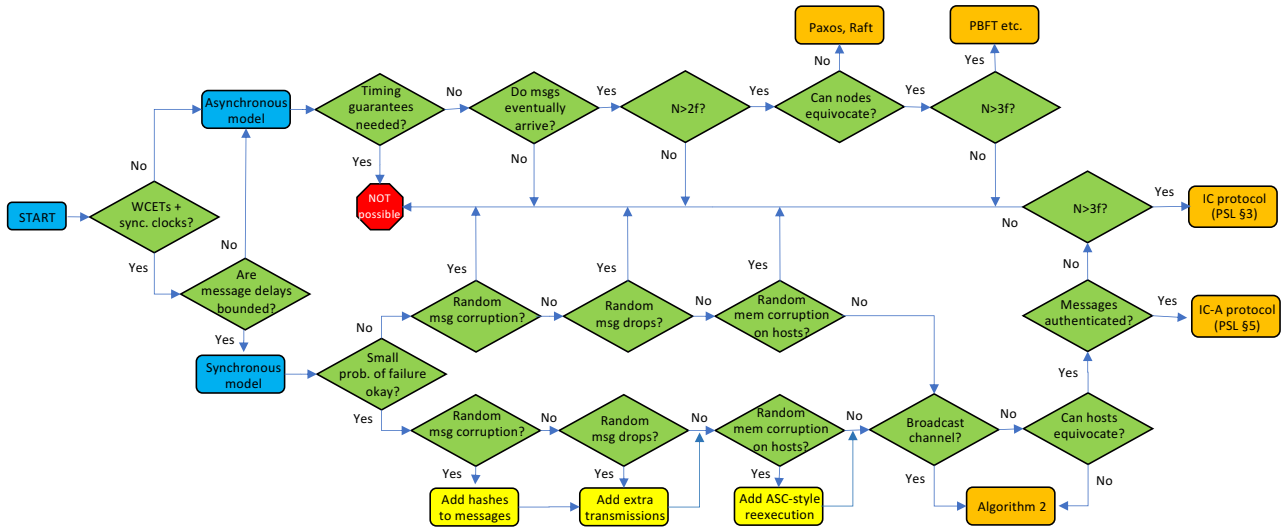 Paxos, Raft
PBFT etc.
No
Yes
Asynchronous
model
Timing
guarantees
needed?
No
Do msgs
eventually
arrive?
Yes
N>2f?
Yes
Can nodes
equivocate?
Yes
N>3f?
No
Yes
No
No
No
START
WCETs +
sync. clocks?
NOT
possible
N>3f?
Yes
IC protocol
(PSL §3)
No
Yes
No
Are
message delays
bounded?
Yes
Yes
Yes
No
Random
msg corruption?
No
Random
msg drops?
No
Random
mem corruption
on hosts?
No
Messages
authenticated?
Yes
IC-A protocol
(PSL §5)
Yes
No
Synchronous
model
Small
prob. of failure
okay?
Yes
Yes
Random
msg corruption?
No
Random
msg drops?
No
Random
mem corruption
on hosts?
No
Broadcast
channel?
No
Can hosts
equivocate?
Yes
Yes
Yes
Yes
No
Add hashes
to messages
Add extra
transmissions
Add ASC-style
reexecution
Algorithm 2